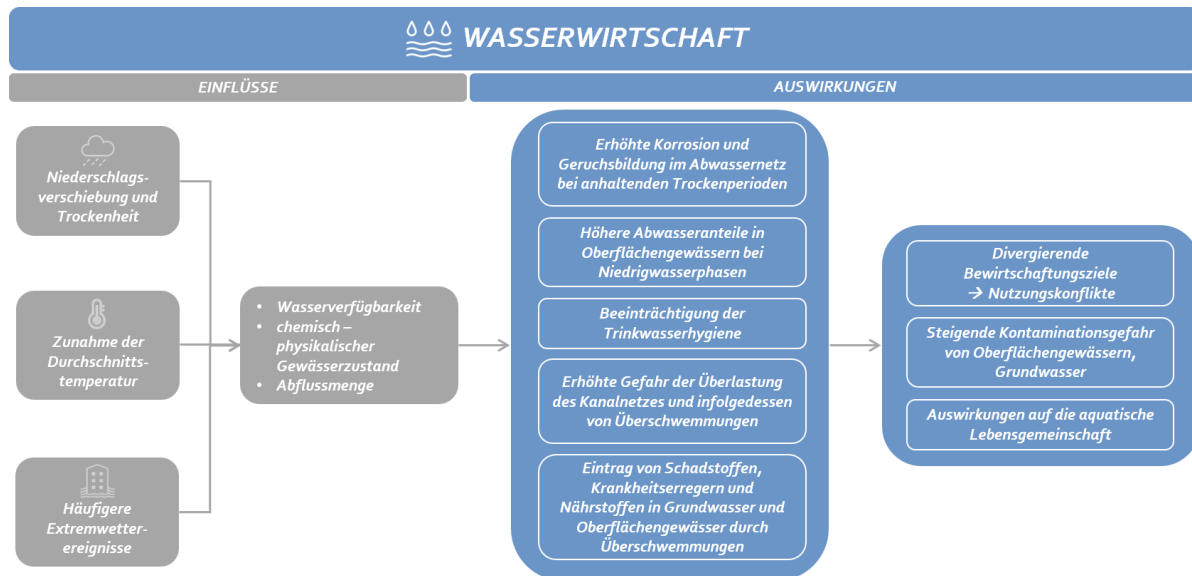 WASSERWIRTSCHAFT
EINFLÜSSE
AUSWIRKUNGEN
Niederschlags-
verschiebung und
Trockenheit
Zunahme der
Durchschnitts-
temperatur
Häufigere
Extremwetter-
ereignisse
• Wasserverfügbarkeit
• chemisch –
physikalischer
Gewässerzustand
• Abflussmenge
Erhöhte Korrosion und
Geruchsbildung im Abwassernetz
bei anhaltenden Trockenperioden
Höhere Abwasseranteile in
Oberflächengewässern bei
Niedrigwasserphasen
Beeinträchtigung der
Trinkwasserhygiene
Erhöhte Gefahr der Überlastung
des Kanalnetzes und infolgedessen
von Überschwemmungen
Eintrag von Schadstoffen,
Krankheitserregern und
Nährstoffen in Grundwasser und
Oberflächengewässer durch
Überschwemmungen
Divergierende
Bewirtschaftungsziele
→ Nutzungskonflikte
Steigende Kontaminationsgefahr
von Oberflächengewässern,
Grundwasser
Auswirkungen auf die aquatische
Lebensgemeinschaft